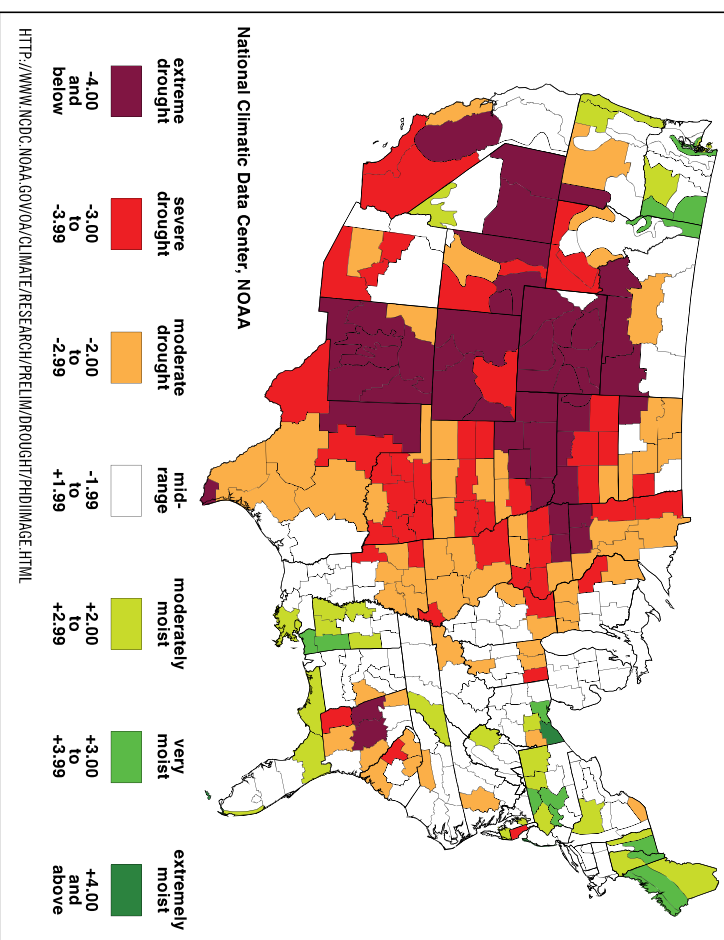 National Climatic Data Center, NOAA
extreme
drought
-4.00
and
below
severe
drought
-3.00
to
-3.99
moderate
drought
-2.00
to
-2.99
mid-
range
-1.99
to
+1.99
moderately
moist
+2.00
to
+2.99
very
moist
+3.00
to
+3.99
extremely
moist
+4.00
and
above
HTTP://WWW.NCDC.NOAA.GOV/OA/CLIMATE/RESEARCH/PRELIM/DROUGHT/PHDIIMAGE.HTML